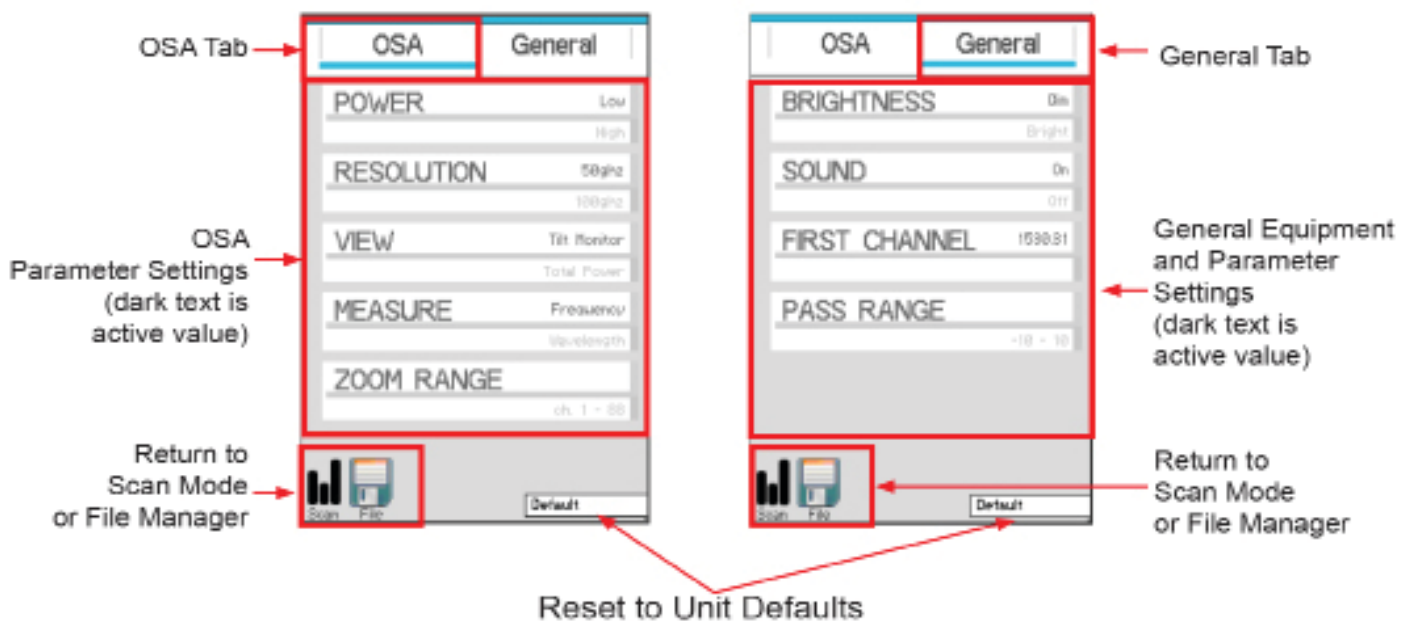 OSA Tab
OSA General
POWER Low
High
RESOLUTION 50ghz
100ghz
VIEW Tilt Monitor
Total Power
MEASURE Frequency
Wavelength
ZOOM RANGE
ch. 1 - 88
OSA
Parameter Settings
(dark text is
active value)
Return to
Scan Mode
or File Manager
Scan File
Default
OSA General
General Tab
BRIGHTNESS Dim
Bright
SOUND On
Off
FIRST CHANNEL 1530.31
PASS RANGE
-10 - 10
General Equipment
and Parameter
Settings
(dark text is
active value)
Scan File
Default
Return to
Scan Mode
or File Manager
Reset to Unit Defaults